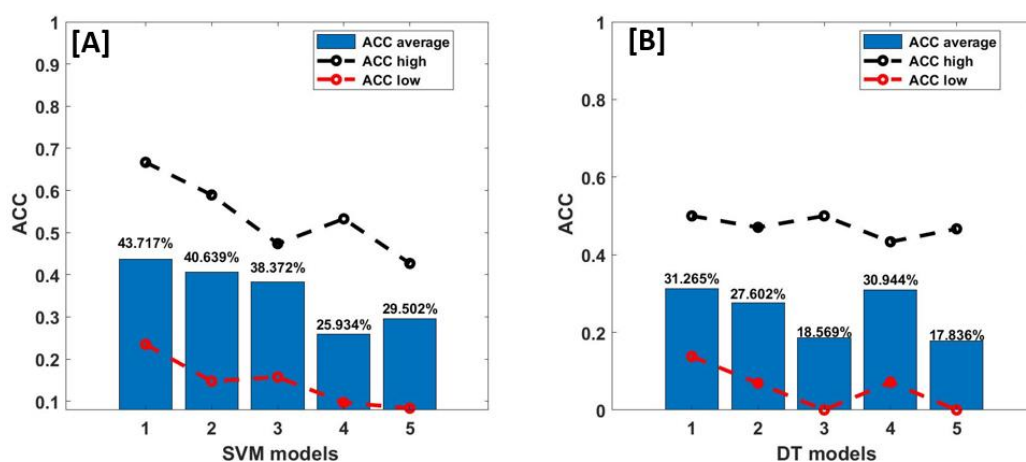 [A]
ACC average
ACC high
ACC low
1
0.9
0.8
0.7
0.6
0.5
0.4
0.3
0.2
0.1
ACC
43.717%
40.639%
38.372%
25.934%
29.502%
1 2 3 4 5
SVM models
[B]
ACC average
ACC high
ACC low
1
0.8
0.6
0.4
0.2
0
ACC
31.265%
27.602%
18.569%
30.944%
17.836%
1 2 3 4 5
DT models